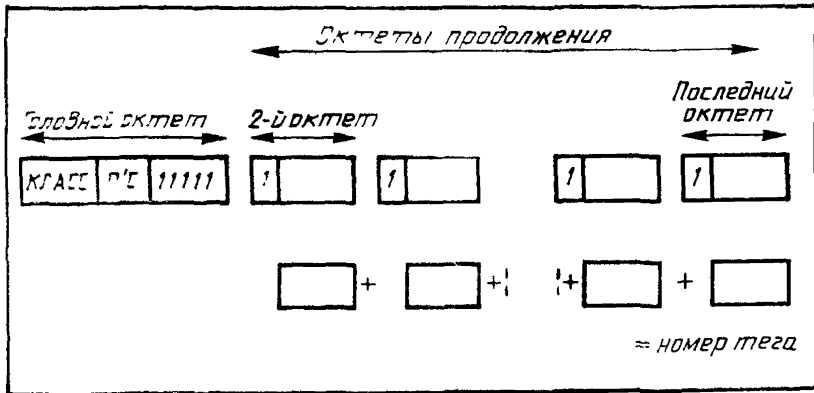 Октеты продолжения
Последний
Головной октет 2-й октет октет
КЛАСС P/C 11111 1 1 1 1
+ + + +
= номер тега